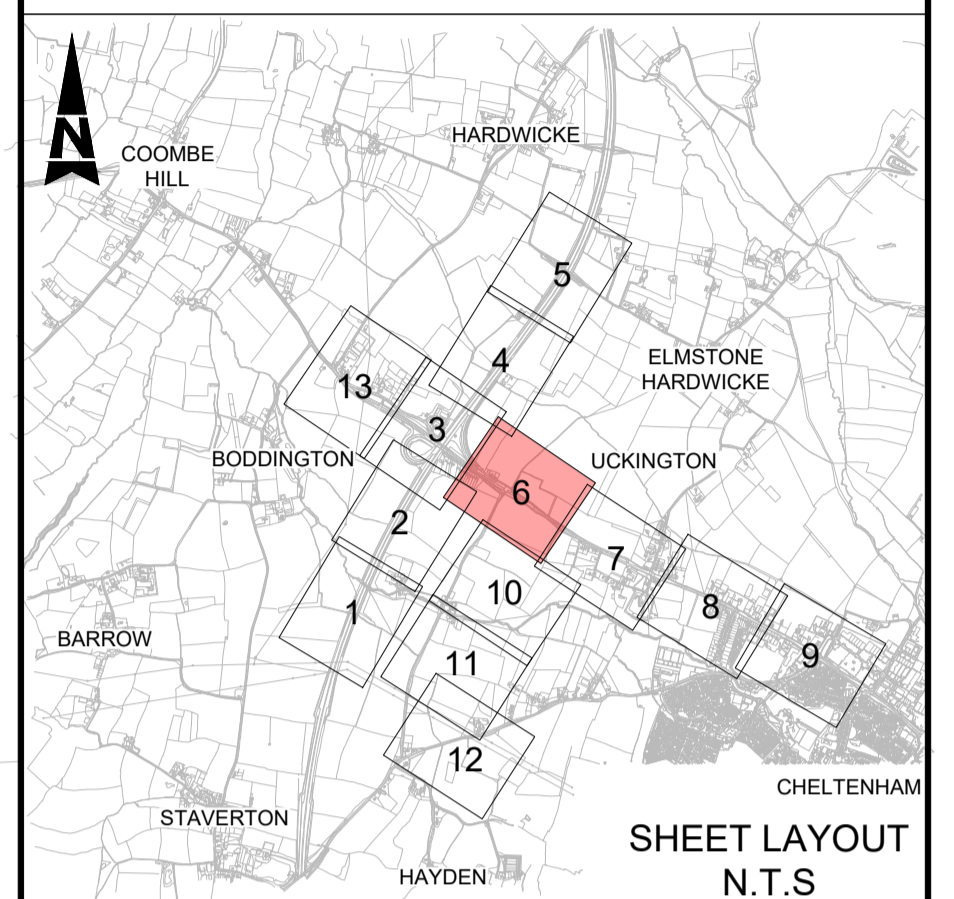 N
COOMBE
HILL
HARDWICKE
5
4
ELMSTONE
HARDWICKE
13
3
BODDINGTON
UCKINGTON
6
2
7
10
1
8
BARROW
11
9
12
CHELTENHAM
STAVERTON
SHEET LAYOUT
HAYDEN
N.T.S